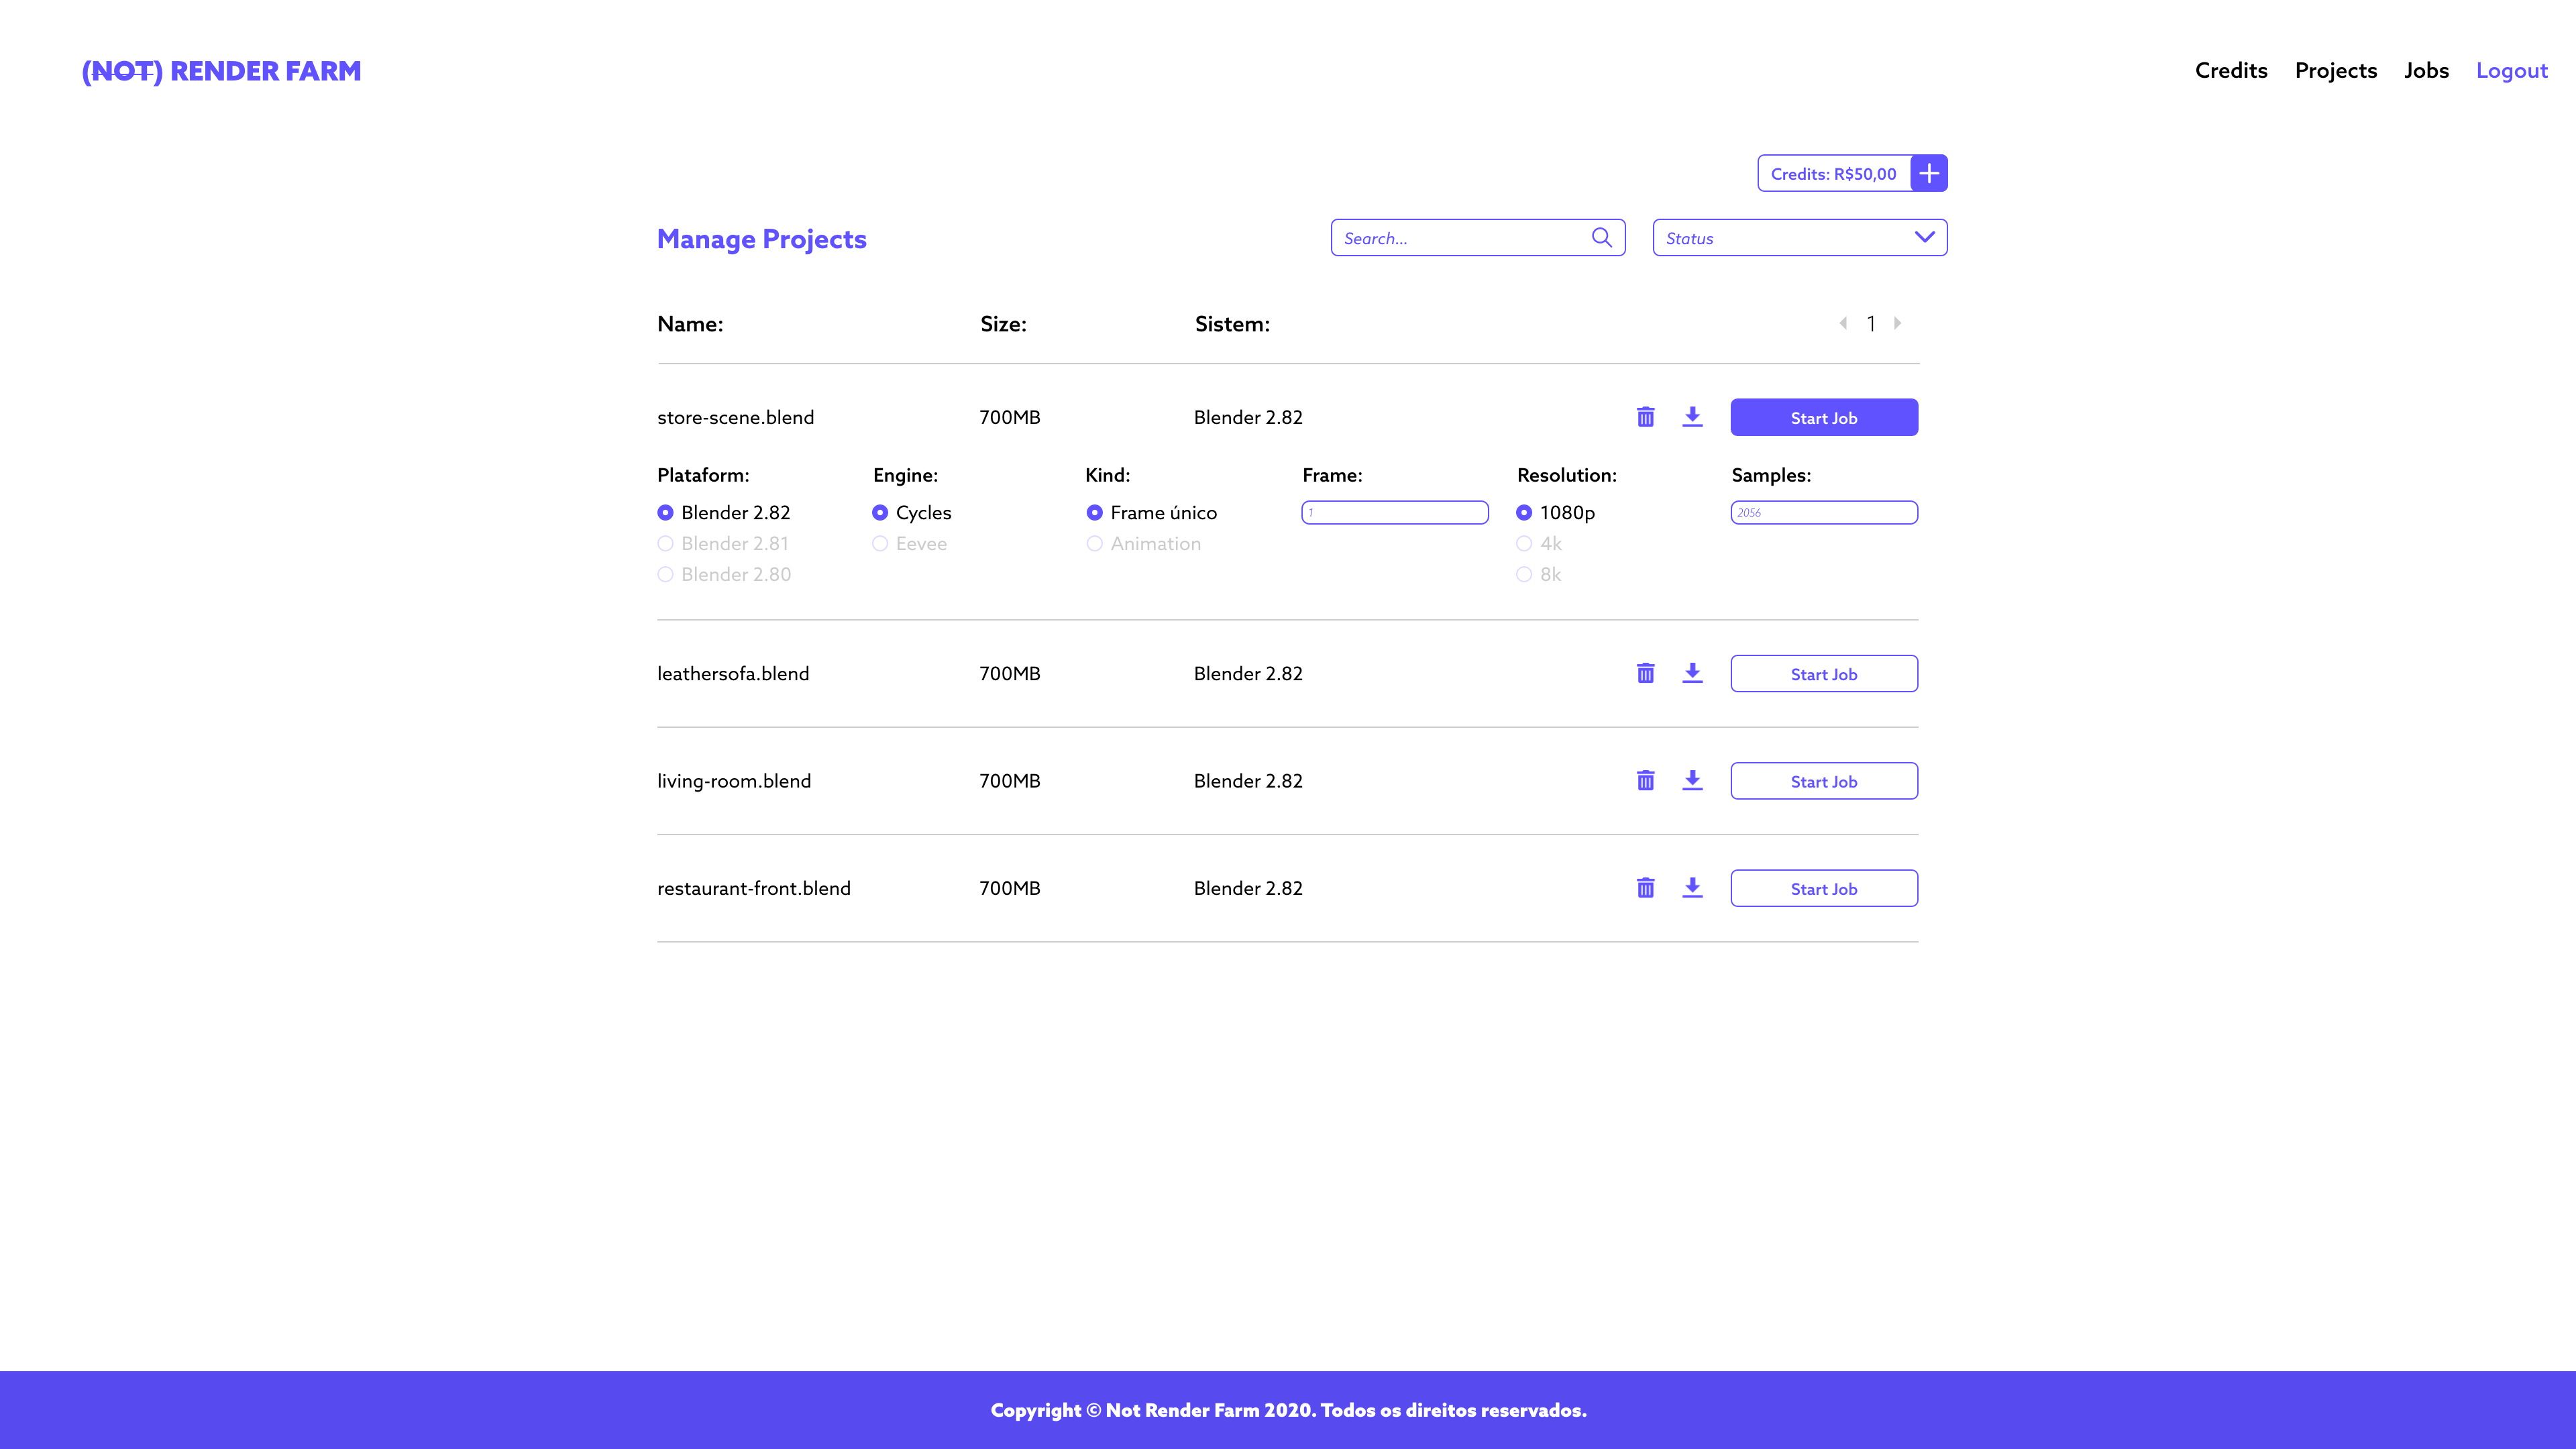 (NOT) RENDER FARM
Credits Projects Jobs Logout
Credits: R$50,00
Manage Projects
Search...
Status
Name: Size: Sistem: 1
store-scene.blend 700MB Blender 2.82 Start Job
Plataform: Engine: Kind: Frame: Resolution: Samples:
Blender 2.82 Cycles Frame único 1 1080p 2056
Blender 2.81 Eevee Animation 4k
Blender 2.80 8k
leathersofa.blend 700MB Blender 2.82 Start Job
living-room.blend 700MB Blender 2.82 Start Job
restaurant-front.blend 700MB Blender 2.82 Start Job
Copyright © Not Render Farm 2020. Todos os direitos reservados.